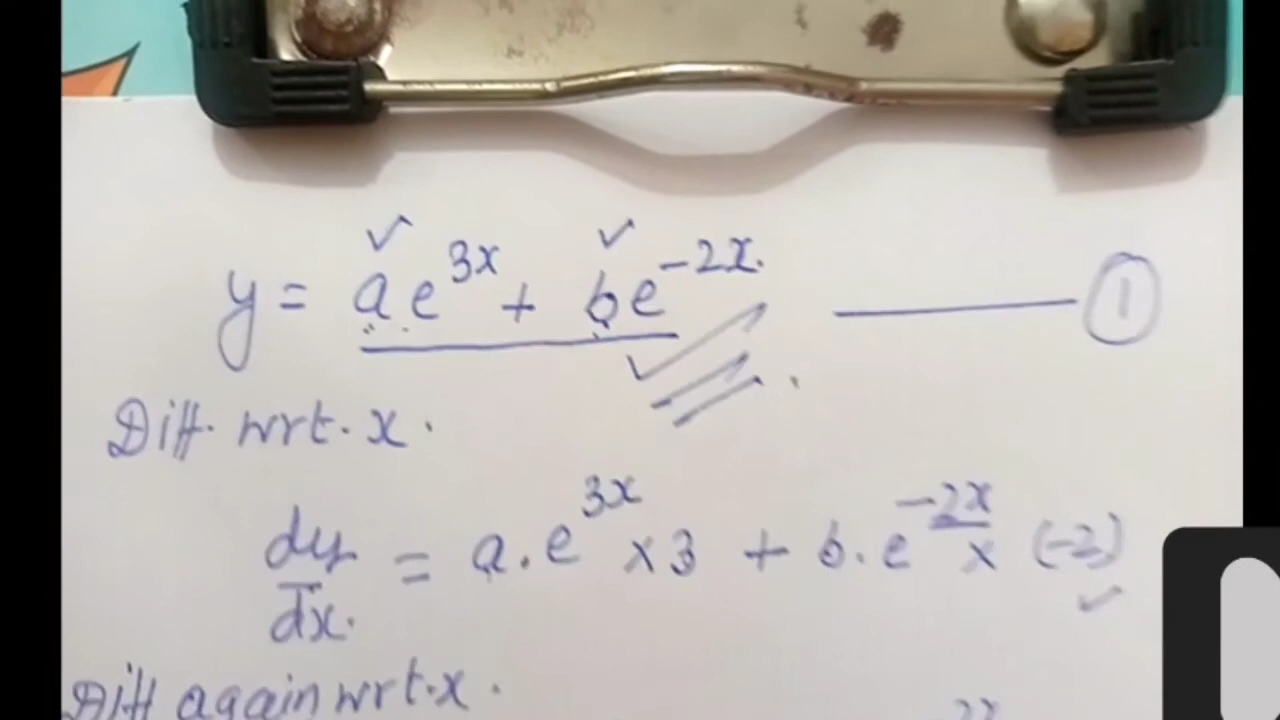 y = ae^{3x} + be^{-2x}. ——— ①
Diff. wrt. x.
dy/dx. = a.e^{3x} × 3 + b.e^{-2x} × (-2)
Diff again wrt. x.